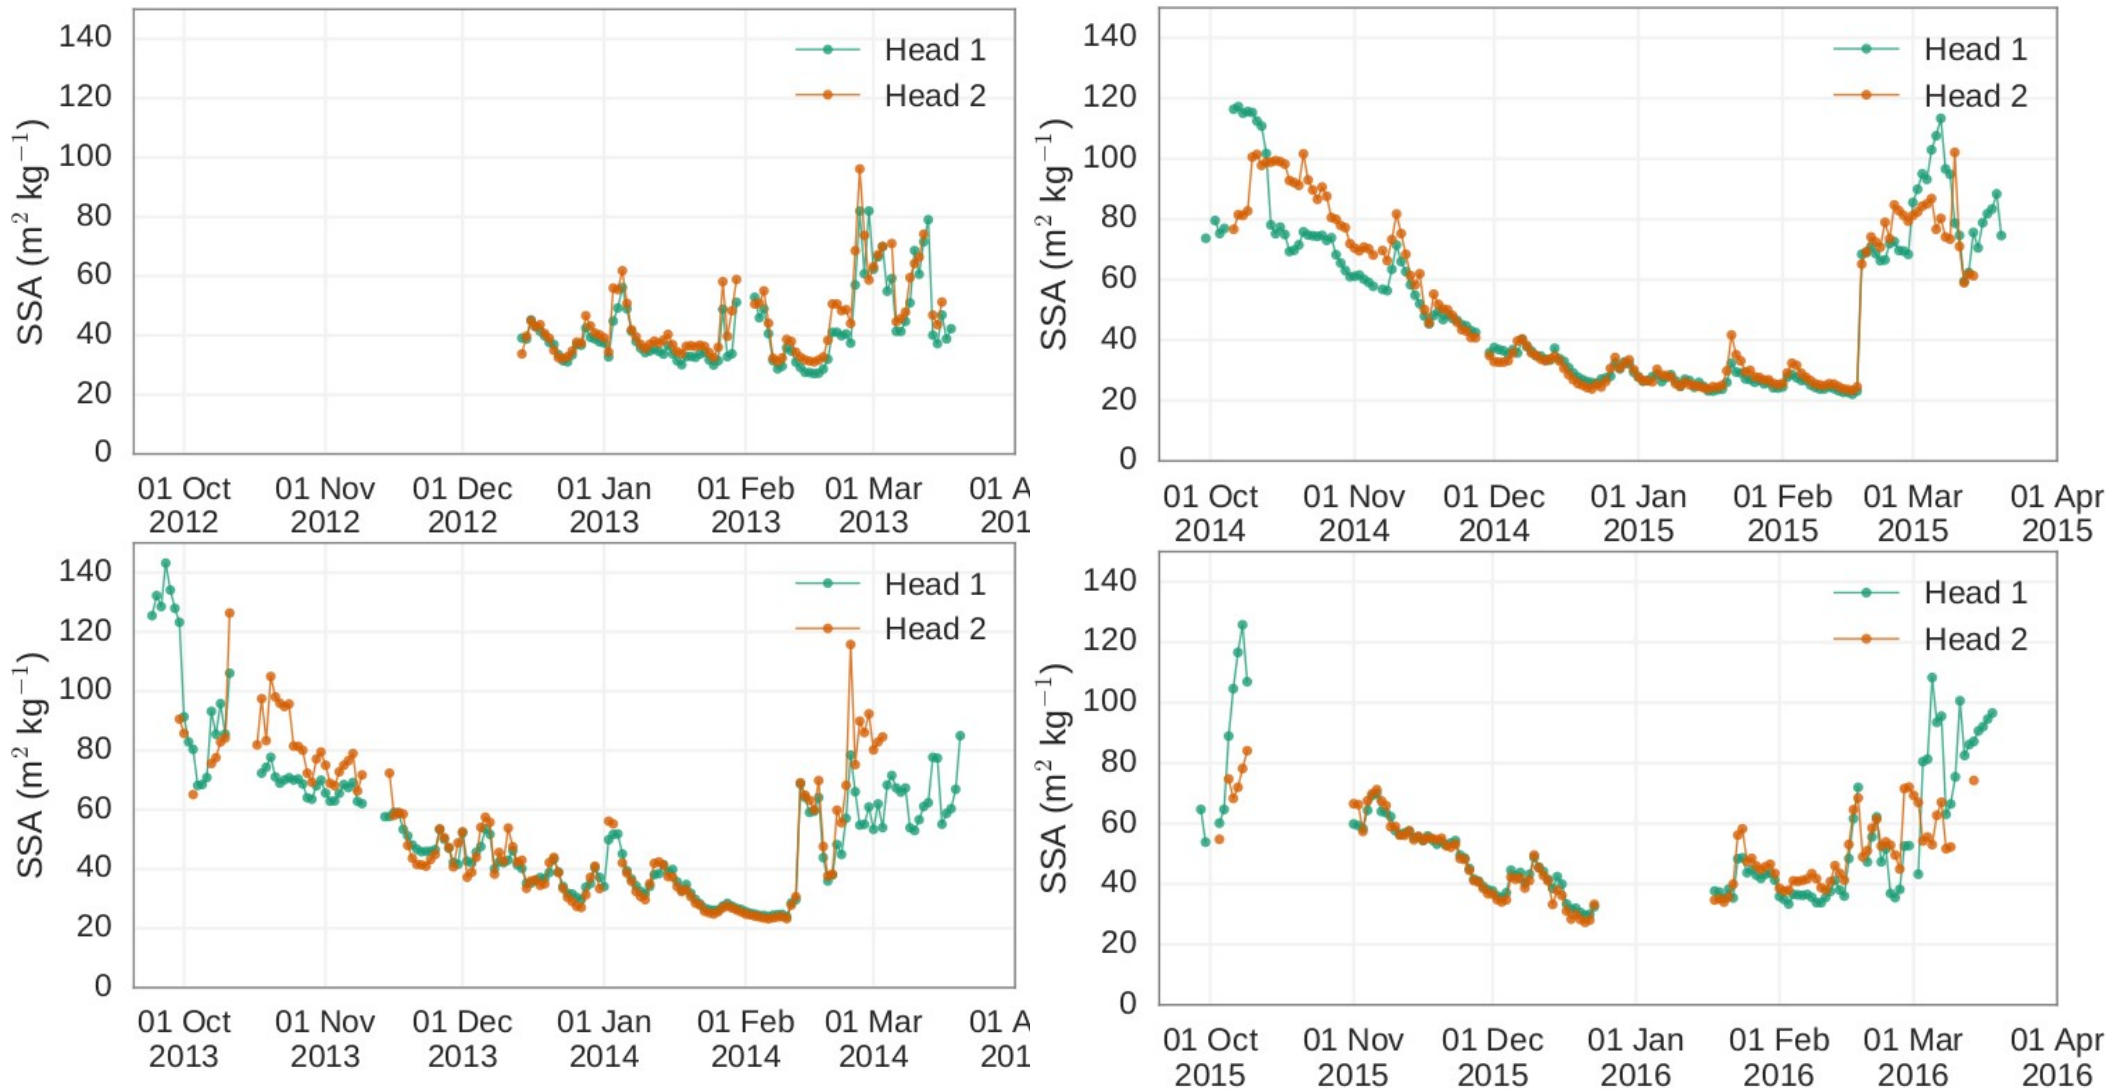 SSA (m² kg⁻¹)
140
120
100
80
60
40
20
0
Head 1
Head 2
01 Oct 01 Nov 01 Dec 01 Jan 01 Feb 01 Mar 01 A
2012 2012 2012 2013 2013 2013 201
SSA (m² kg⁻¹)
140
120
100
80
60
40
20
0
Head 1
Head 2
01 Oct 01 Nov 01 Dec 01 Jan 01 Feb 01 Mar 01 Apr
2014 2014 2014 2015 2015 2015 2015
SSA (m² kg⁻¹)
140
120
100
80
60
40
20
0
Head 1
Head 2
01 Oct 01 Nov 01 Dec 01 Jan 01 Feb 01 Mar 01 A
2013 2013 2013 2014 2014 2014 201
SSA (m² kg⁻¹)
140
120
100
80
60
40
20
0
Head 1
Head 2
01 Oct 01 Nov 01 Dec 01 Jan 01 Feb 01 Mar 01 Apr
2015 2015 2015 2016 2016 2016 2016